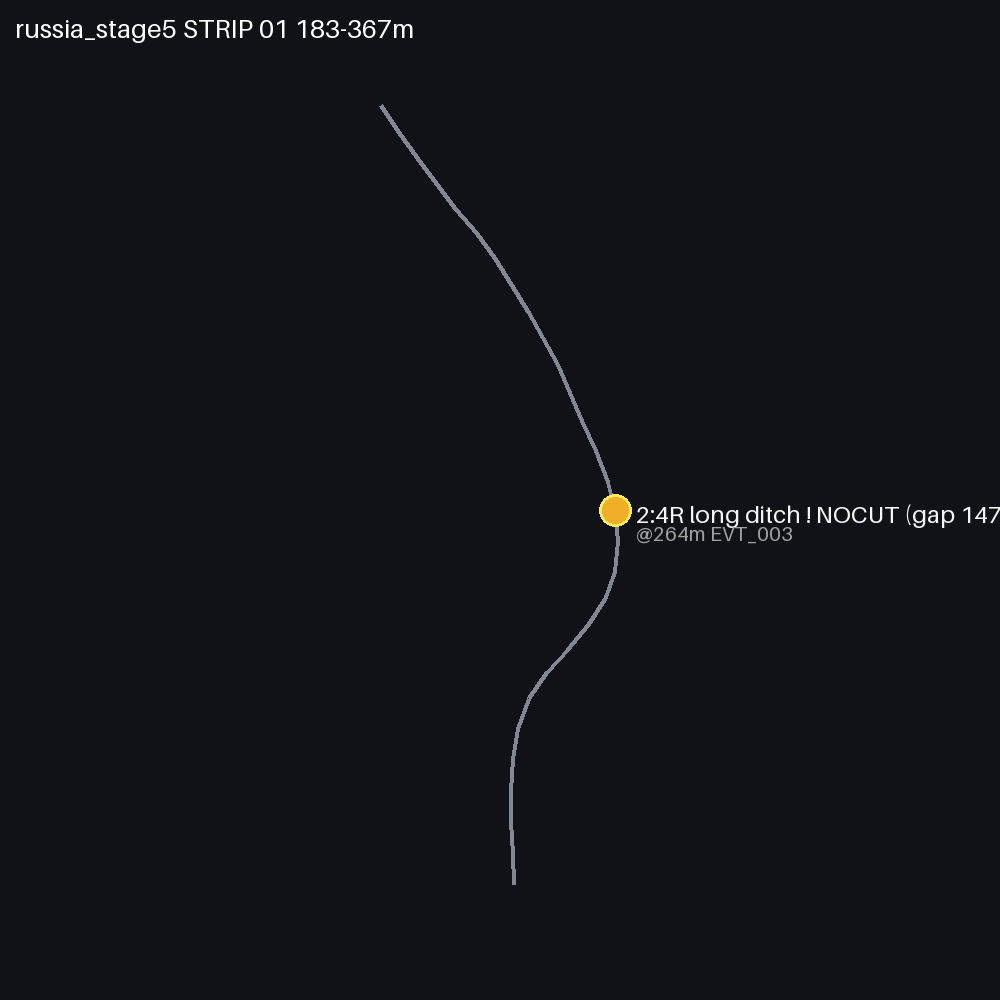 russia_stage5 STRIP 01 183-367m
2:4R long ditch ! NOCUT (gap 147
@264m EVT_003